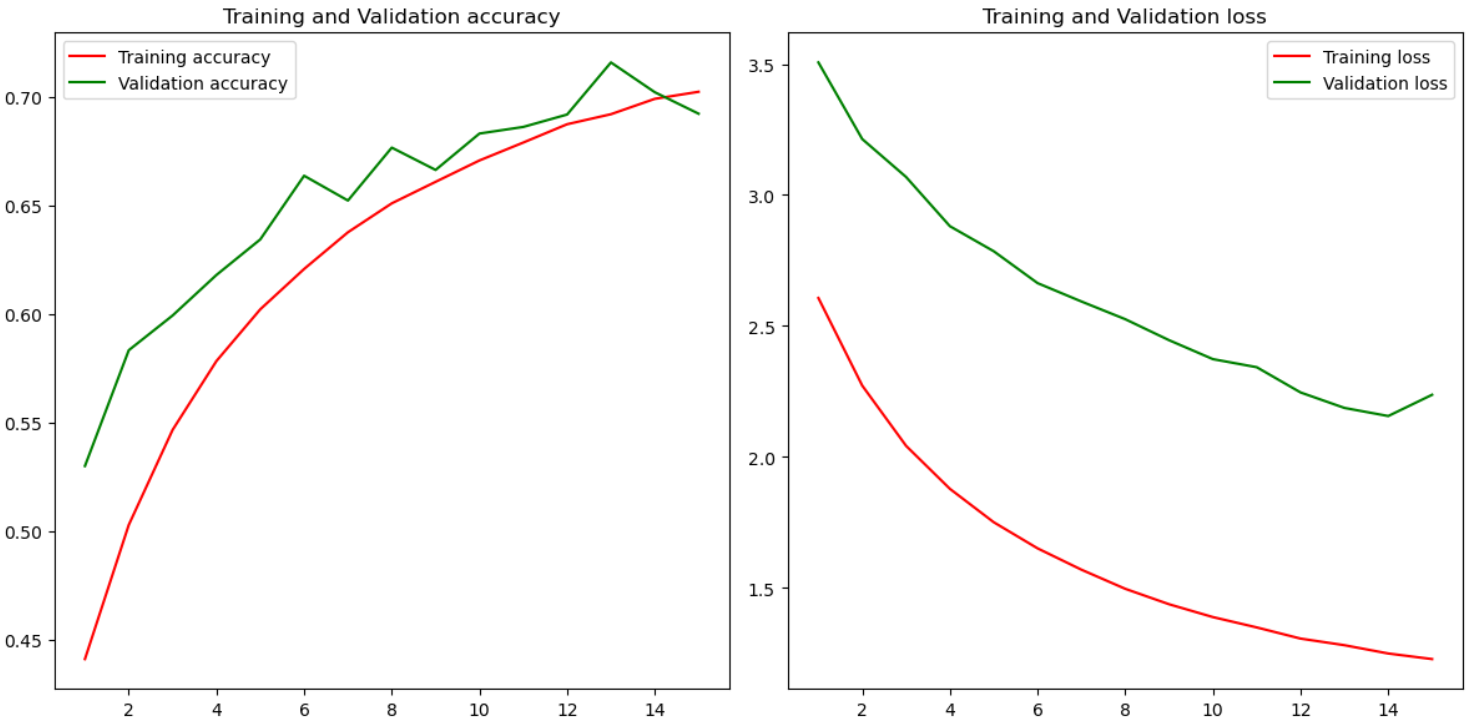 Training and Validation accuracy
Training accuracy
Validation accuracy
0.70
0.65
0.60
0.55
0.50
0.45
2 4 6 8 10 12 14
Training and Validation loss
Training loss
Validation loss
3.5
3.0
2.5
2.0
1.5
2 4 6 8 10 12 14